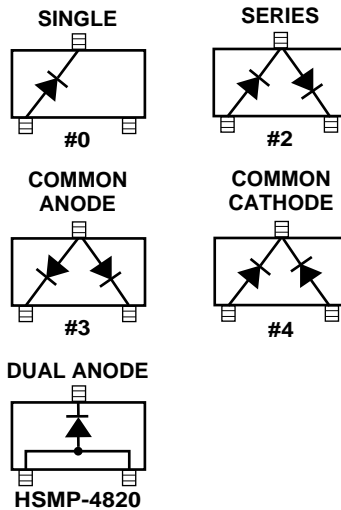 SINGLE
SERIES
#0
#2
COMMON
ANODE
COMMON
CATHODE
#3
#4
DUAL ANODE
HSMP-4820